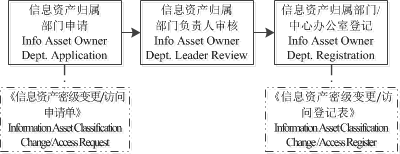 信息资产归属
部门申请
Info Asset Owner
Dept. Application
信息资产归属
部门负责人审核
Info Asset Owner
Dept. Leader Review
信息资产归属部门/
中心办公室登记
Info Asset Owner
Dept. Registration
《信息资产密级变更/访问
申请单》
Information Asset Classification
Change/Access Request
《信息资产密级变更/访
问登记表》
Information Asset Classification
Change/Access Register